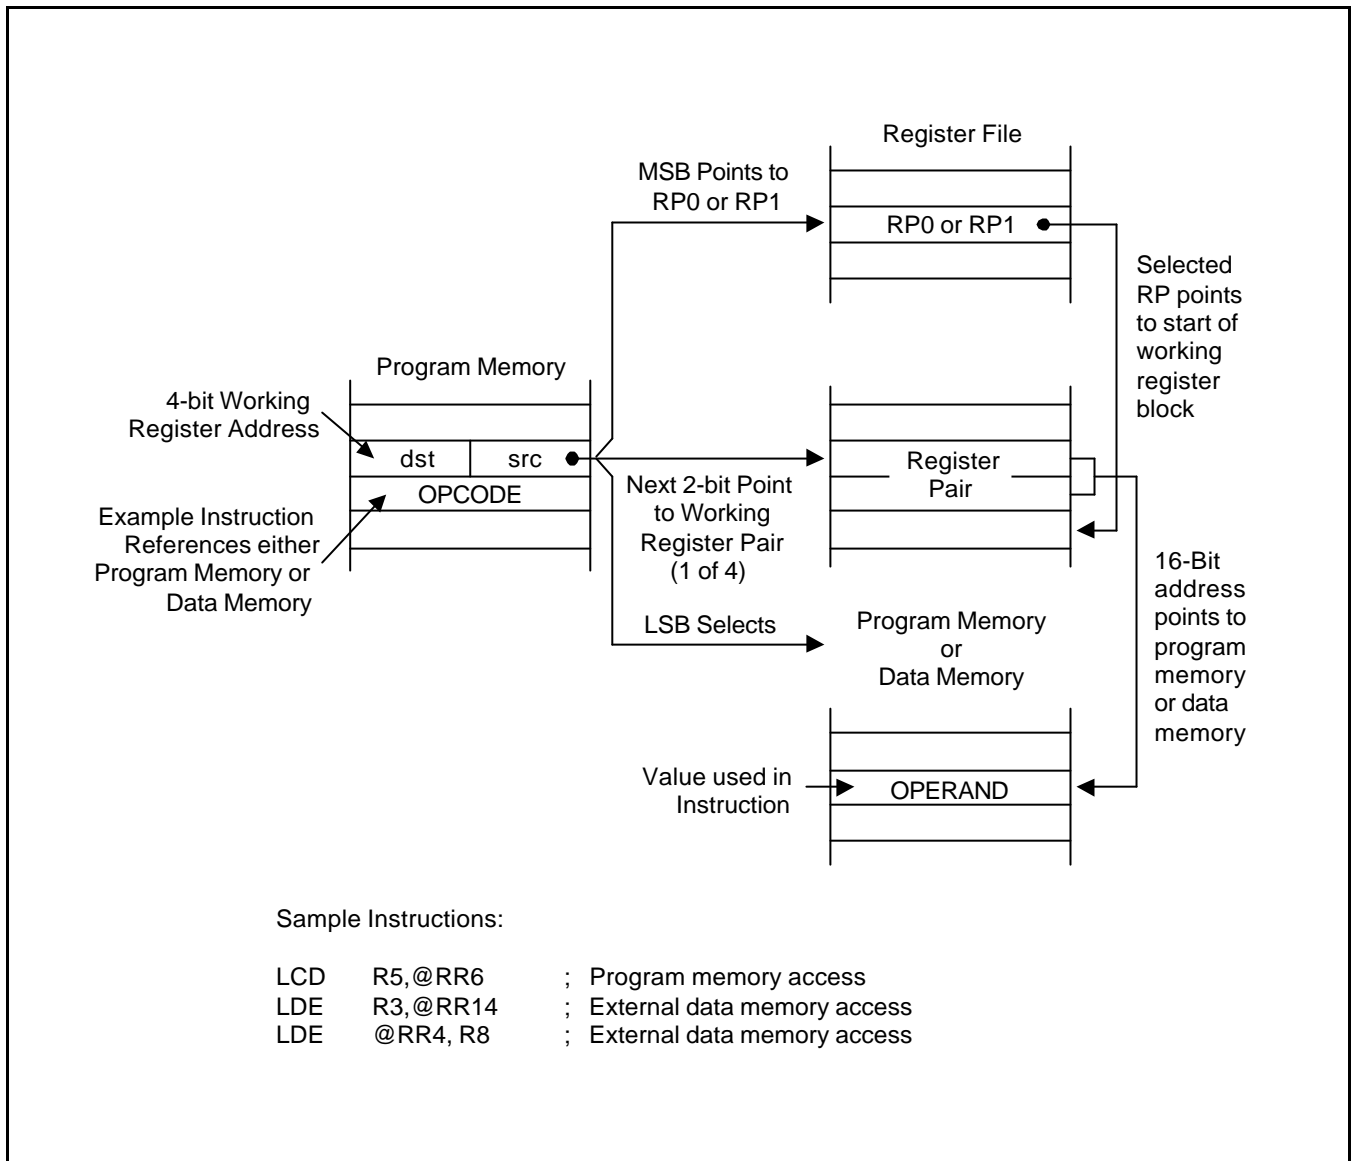 Register File
MSB Points to
RP0 or RP1
RP0 or RP1
Selected
RP points
to start of
working
register
block
Program Memory
4-bit Working
Register Address
dst
src
OPCODE
Example Instruction
References either
Program Memory or
Data Memory
Next 2-bit Point
to Working
Register Pair
(1 of 4)
Register
Pair
LSB Selects
Program Memory
or
Data Memory
16-Bit
address
points to
program
memory
or data
memory
Value used in
Instruction
OPERAND
Sample Instructions:
LCD R5,@RR6 ; Program memory access
LDE R3,@RR14 ; External data memory access
LDE @RR4, R8 ; External data memory access